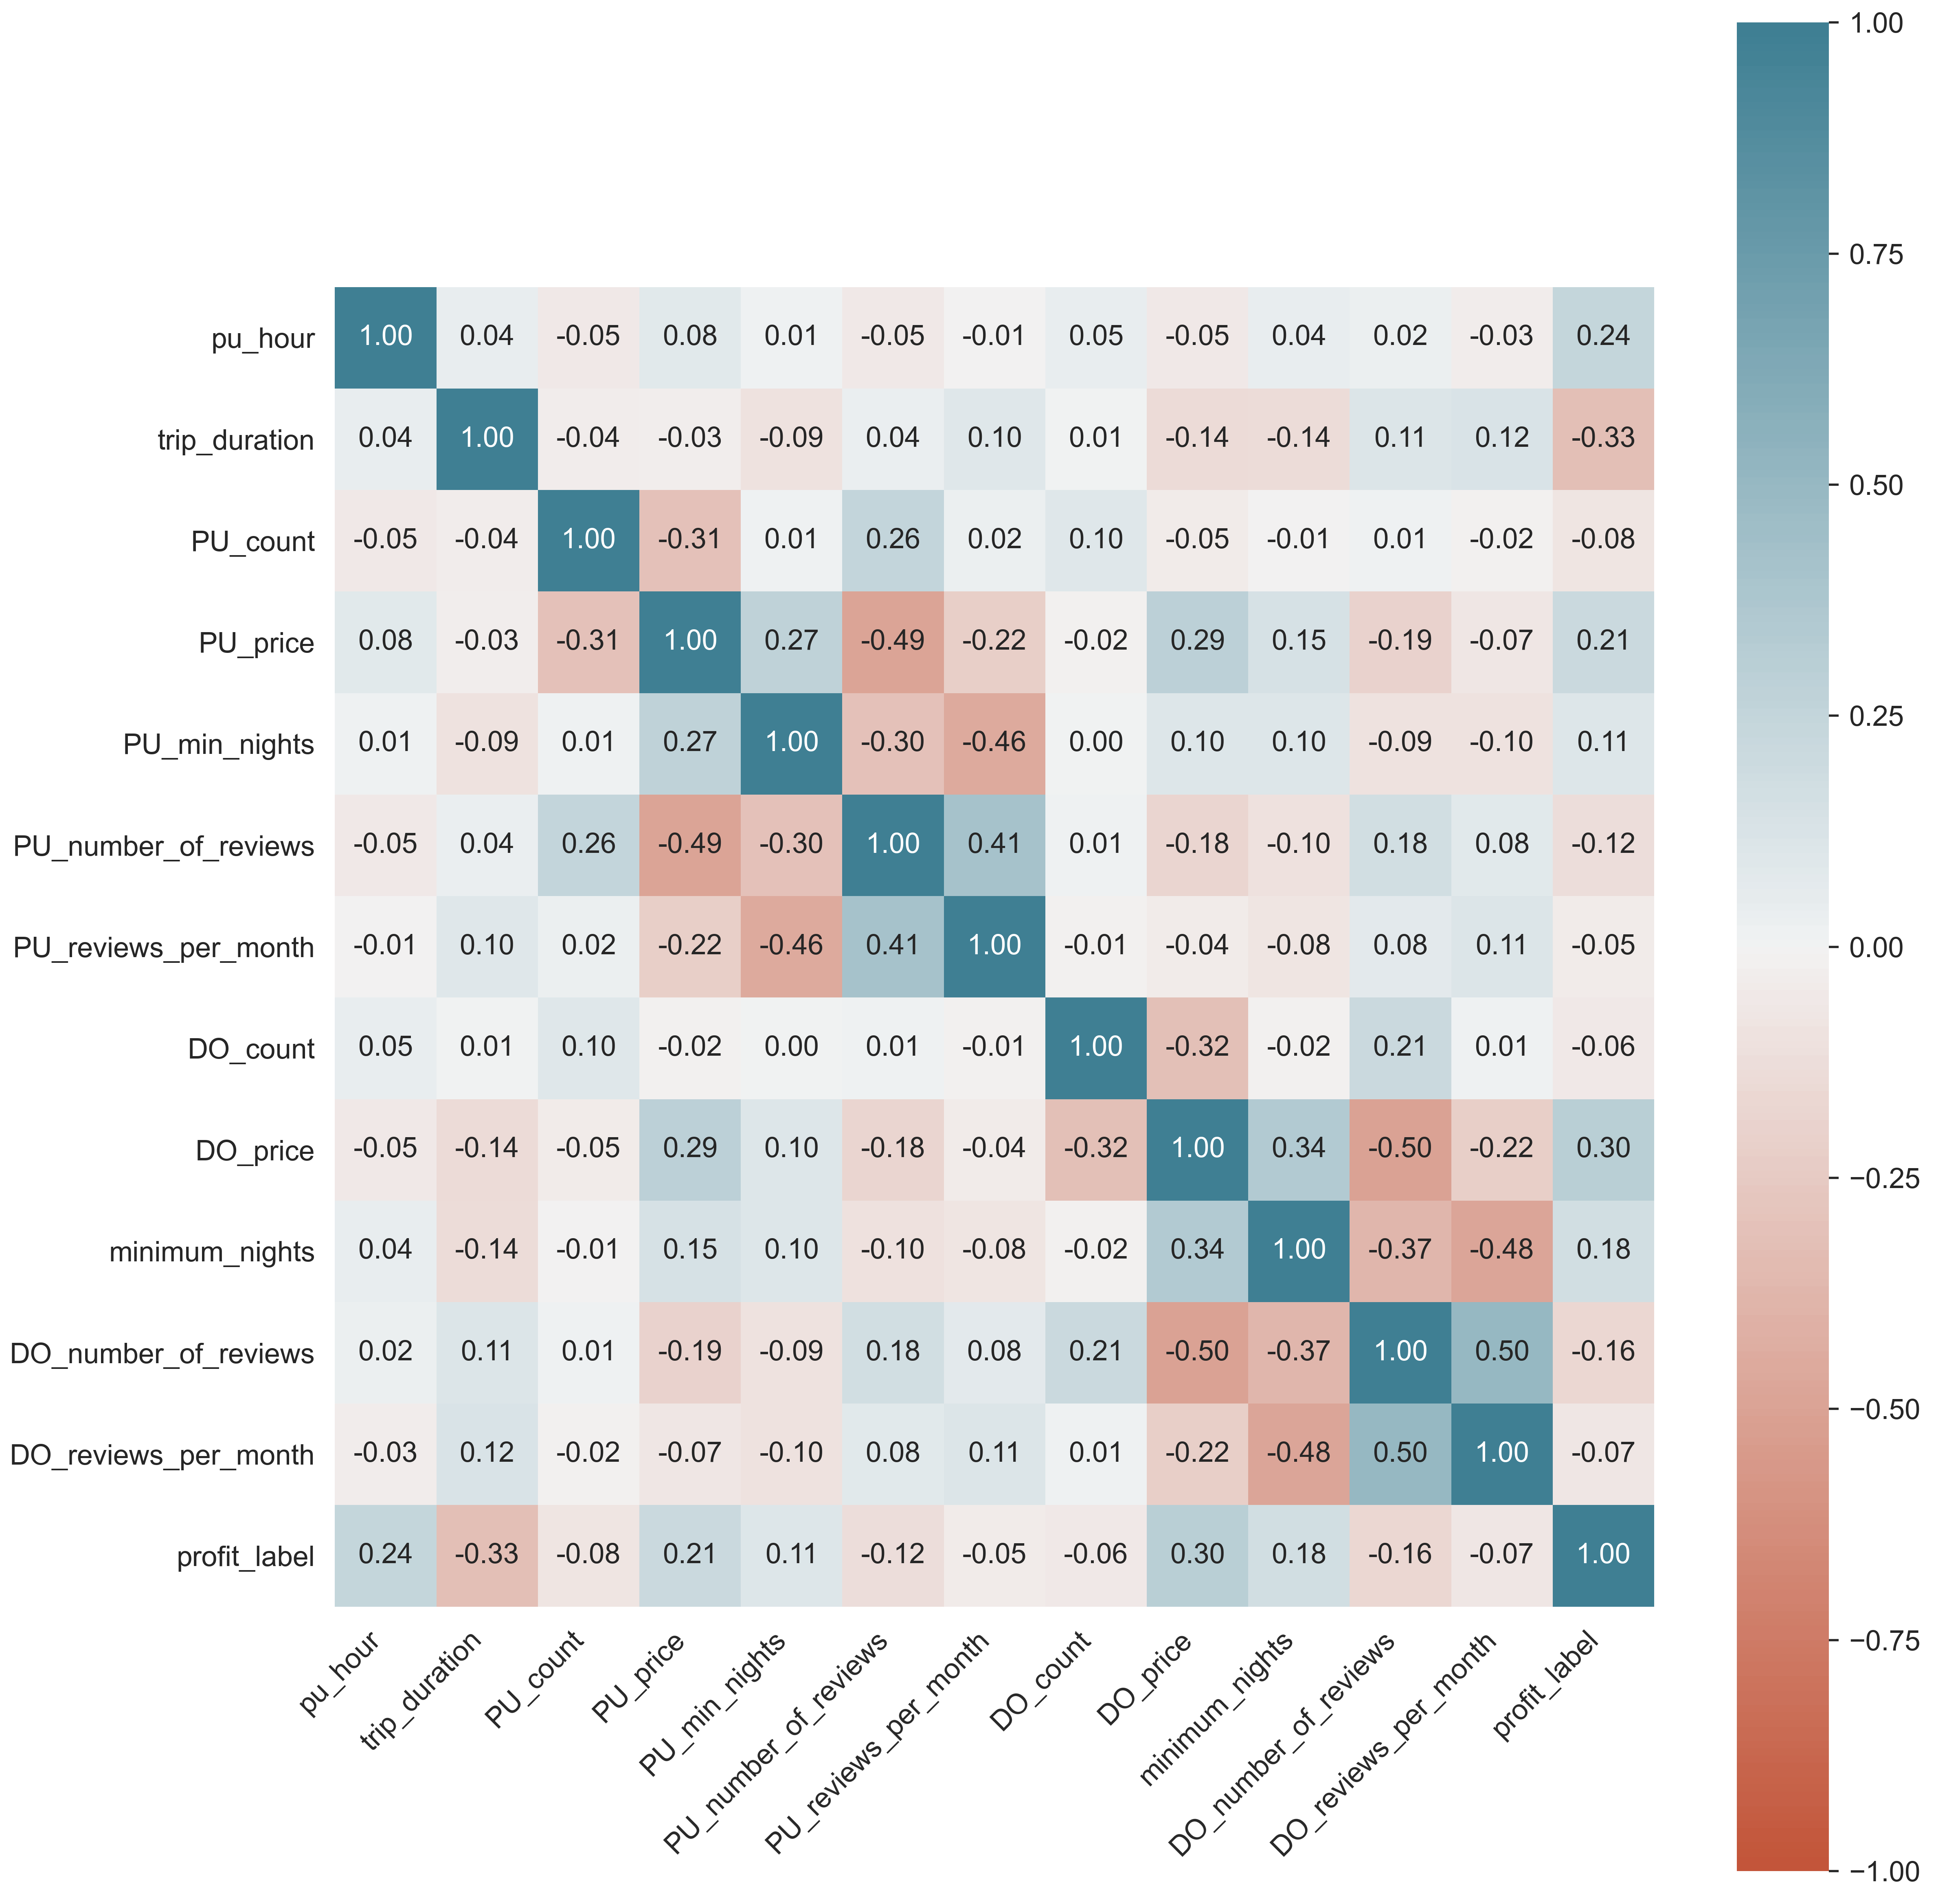 1.00
0.75
0.50
0.25
0.00
−0.25
−0.50
−0.75
−1.00
pu_hour 1.00 0.04 -0.05 0.08 0.01 -0.05 -0.01 0.05 -0.05 0.04 0.02 -0.03 0.24
trip_duration 0.04 1.00 -0.04 -0.03 -0.09 0.04 0.10 0.01 -0.14 -0.14 0.11 0.12 -0.33
PU_count -0.05 -0.04 1.00 -0.31 0.01 0.26 0.02 0.10 -0.05 -0.01 0.01 -0.02 -0.08
PU_price 0.08 -0.03 -0.31 1.00 0.27 -0.49 -0.22 -0.02 0.29 0.15 -0.19 -0.07 0.21
PU_min_nights 0.01 -0.09 0.01 0.27 1.00 -0.30 -0.46 0.00 0.10 0.10 -0.09 -0.10 0.11
PU_number_of_reviews -0.05 0.04 0.26 -0.49 -0.30 1.00 0.41 0.01 -0.18 -0.10 0.18 0.08 -0.12
PU_reviews_per_month -0.01 0.10 0.02 -0.22 -0.46 0.41 1.00 -0.01 -0.04 -0.08 0.08 0.11 -0.05
DO_count 0.05 0.01 0.10 -0.02 0.00 0.01 -0.01 1.00 -0.32 -0.02 0.21 0.01 -0.06
DO_price -0.05 -0.14 -0.05 0.29 0.10 -0.18 -0.04 -0.32 1.00 0.34 -0.50 -0.22 0.30
minimum_nights 0.04 -0.14 -0.01 0.15 0.10 -0.10 -0.08 -0.02 0.34 1.00 -0.37 -0.48 0.18
DO_number_of_reviews 0.02 0.11 0.01 -0.19 -0.09 0.18 0.08 0.21 -0.50 -0.37 1.00 0.50 -0.16
DO_reviews_per_month -0.03 0.12 -0.02 -0.07 -0.10 0.08 0.11 0.01 -0.22 -0.48 0.50 1.00 -0.07
profit_label 0.24 -0.33 -0.08 0.21 0.11 -0.12 -0.05 -0.06 0.30 0.18 -0.16 -0.07 1.00
pu_hour
trip_duration
PU_count
PU_price
PU_min_nights
PU_number_of_reviews
PU_reviews_per_month
DO_count
DO_price
minimum_nights
DO_number_of_reviews
DO_reviews_per_month
profit_label